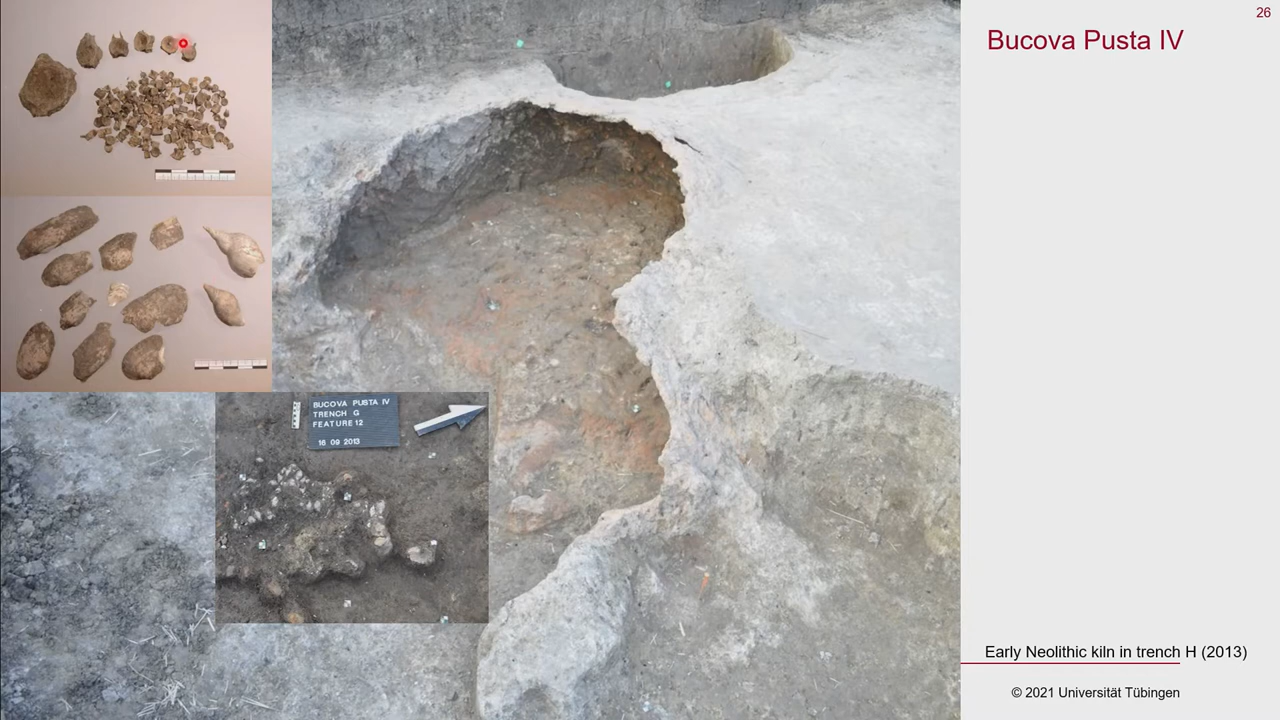 26
Bucova Pusta IV
BUCOVA PUSTA IV
TRENCH G
FEATURE 12
16 09 2013
Early Neolithic kiln in trench H (2013)
© 2021 Universität Tübingen